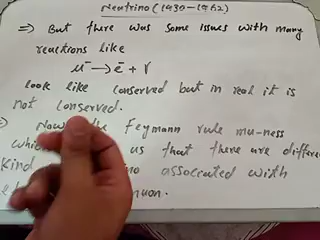 Neutrino (1930-1962)
⇒ But there was some issues with many
reactions like
μ⁻ → e⁻ + γ
look like conserved but in real it is
not conserved.
Now the Feymann rule mu-ness
us that there are differe
Kind no associated with
muon.